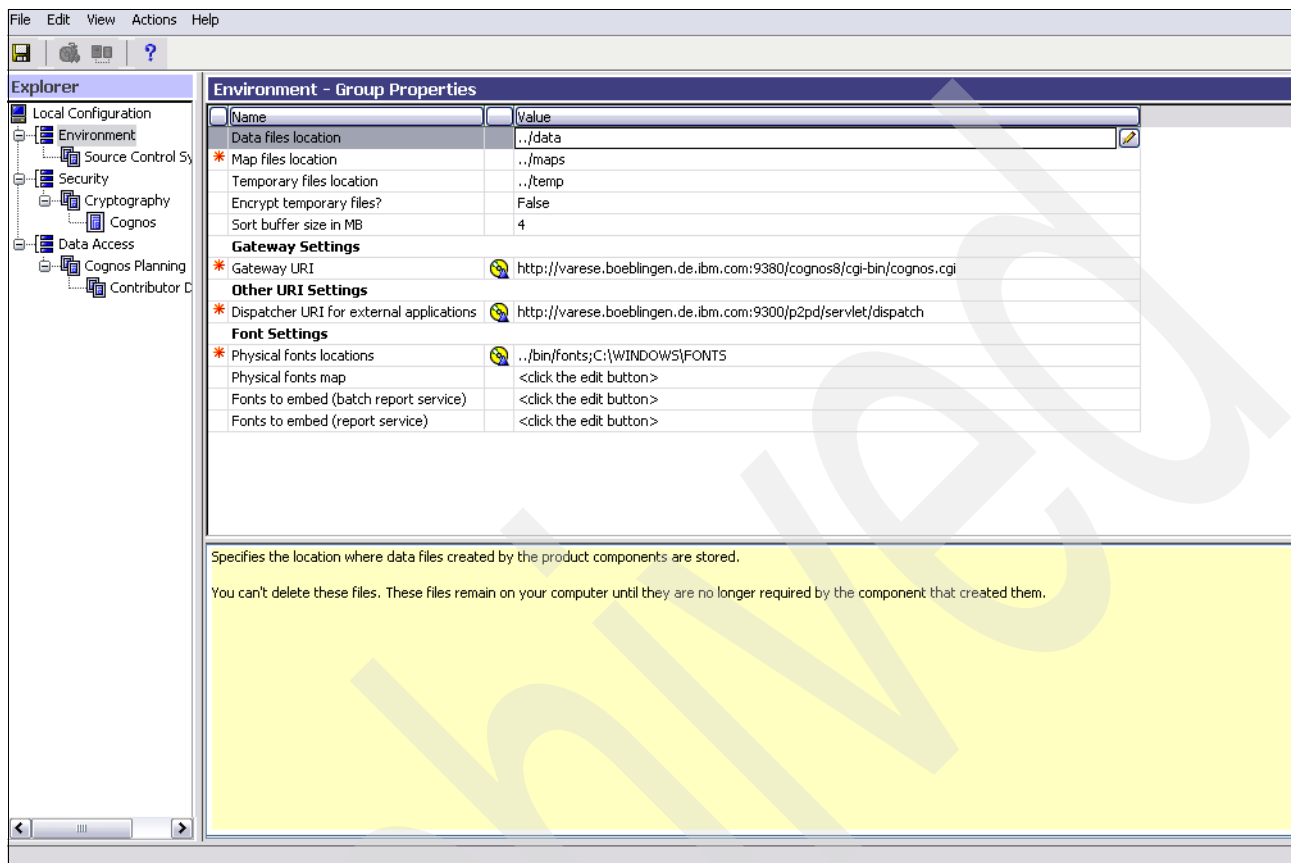 File Edit View Actions Help
?
Explorer
Local Configuration
Environment
Source Control Sy
Security
Cryptography
Cognos
Data Access
Cognos Planning
Contributor D
Environment - Group Properties
Name Value
Data files location ../data
* Map files location ../maps
Temporary files location ../temp
Encrypt temporary files? False
Sort buffer size in MB 4
Gateway Settings
* Gateway URI http://varese.boeblingen.de.ibm.com:9380/cognos8/cgi-bin/cognos.cgi
Other URI Settings
* Dispatcher URI for external applications http://varese.boeblingen.de.ibm.com:9300/p2pd/servlet/dispatch
Font Settings
* Physical fonts locations ../bin/fonts;C:\WINDOWS\FONTS
Physical fonts map <click the edit button>
Fonts to embed (batch report service) <click the edit button>
Fonts to embed (report service) <click the edit button>
Specifies the location where data files created by the product components are stored.
You can't delete these files. These files remain on your computer until they are no longer required by the component that created them.
hived